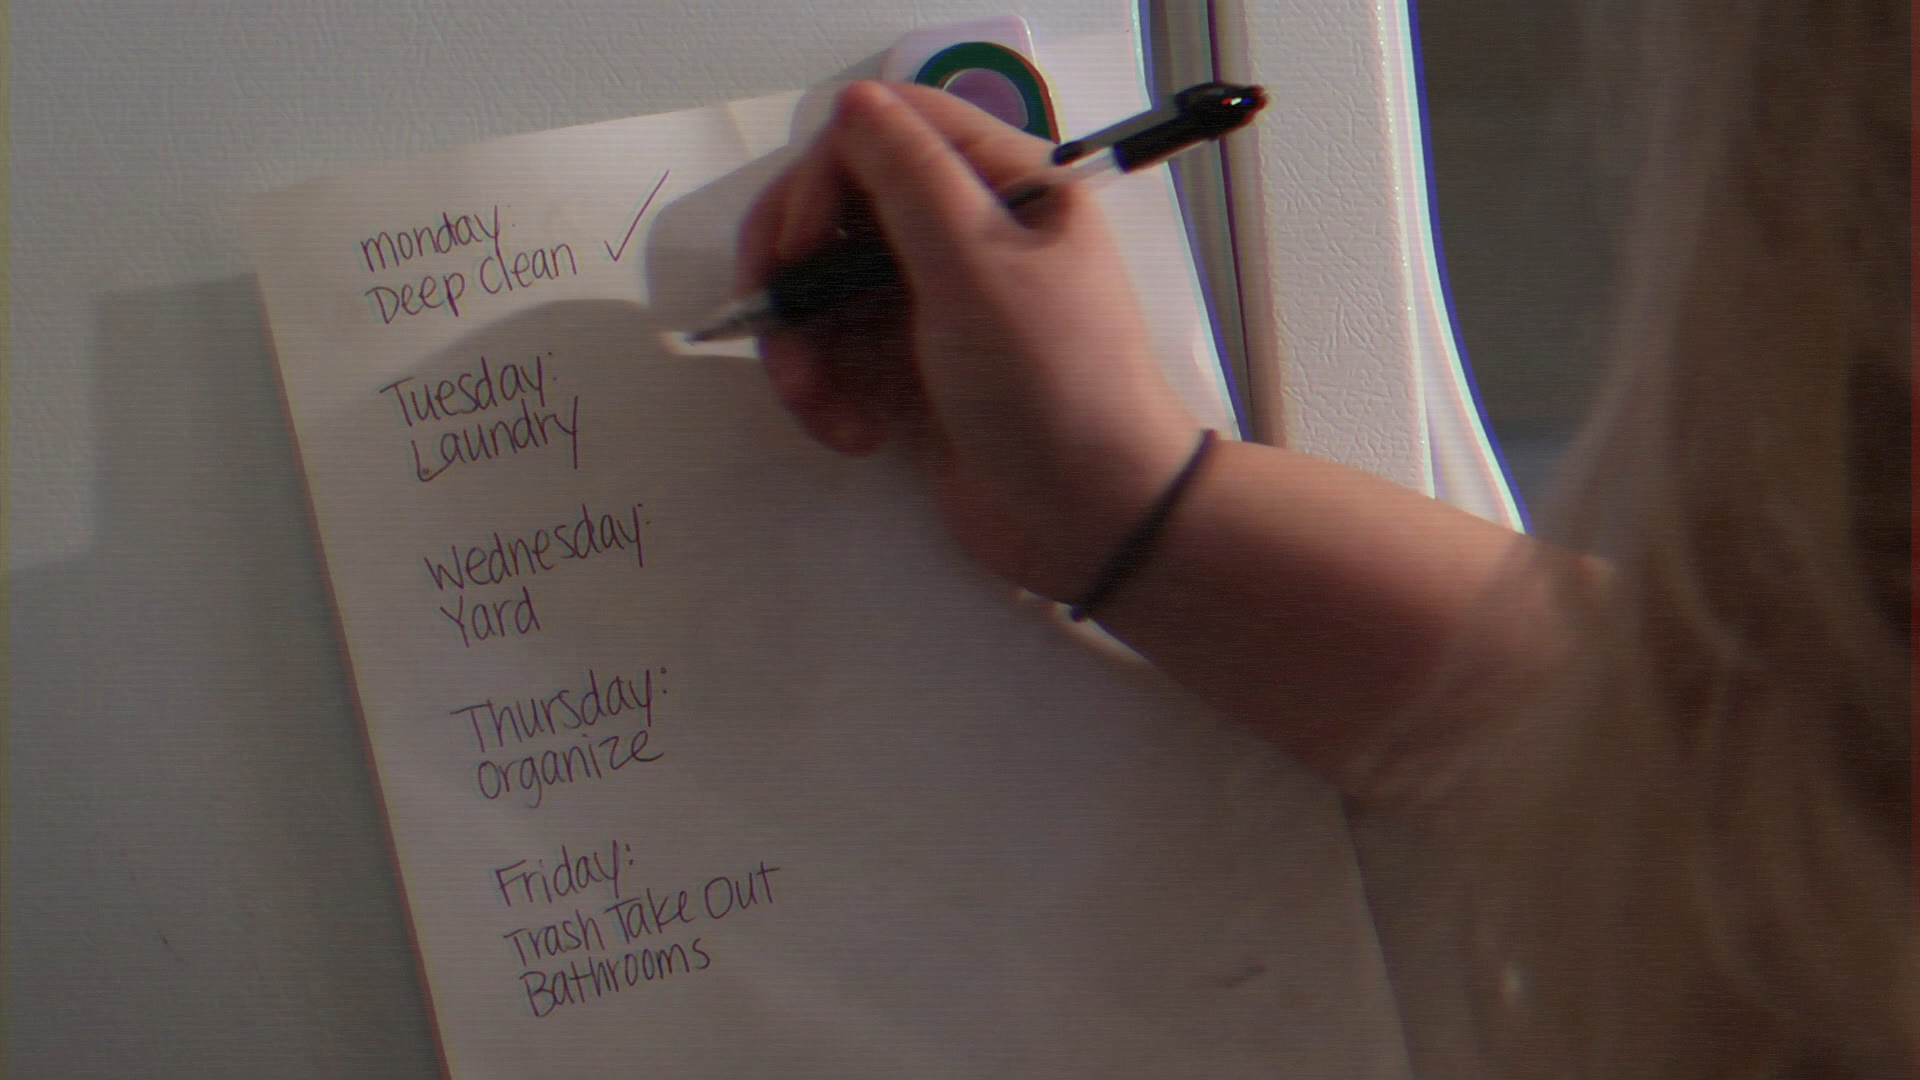 monday:
Deep Clean ✓
Tuesday:
Laundry
Wednesday:
Yard
Thursday:
organize
Friday:
Trash Take Out
Bathrooms